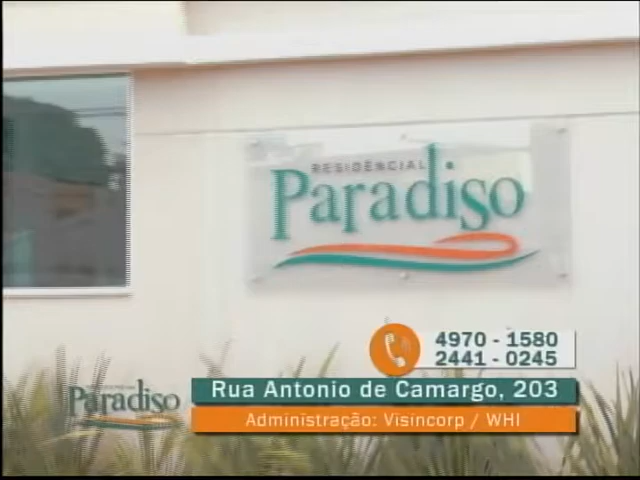 RESIDENCIAL
Paradiso
4970 - 1580
2441 - 0245
Rua Antonio de Camargo, 203
Paradiso
Administração: Visincorp / WHI